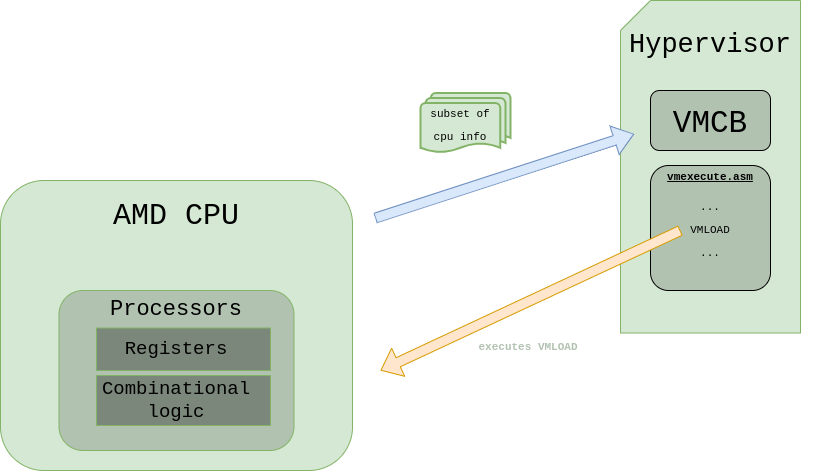 Hypervisor
subset of
cpu info
VMCB
vmexecute.asm
...
VMLOAD
...
AMD CPU
Processors
Registers
Combinational
logic
executes VMLOAD